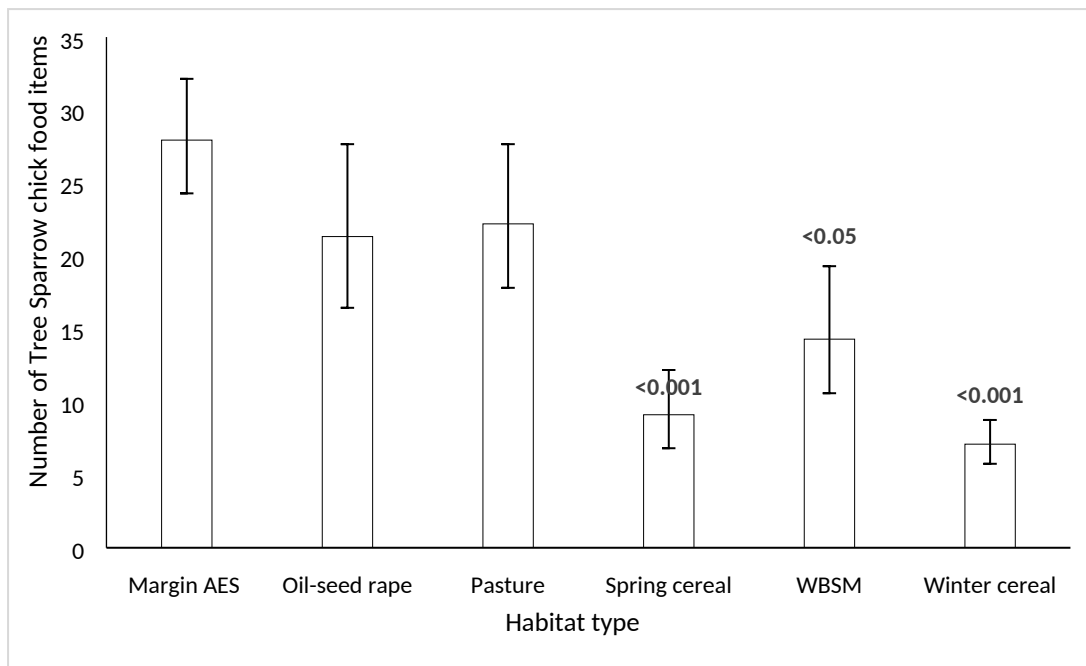 Number of Tree Sparrow chick food items
35
30
25
20
15
10
5
0
<0.001
<0.05
<0.001
Margin AES
Oil-seed rape
Pasture
Spring cereal
WBSM
Winter cereal
Habitat type